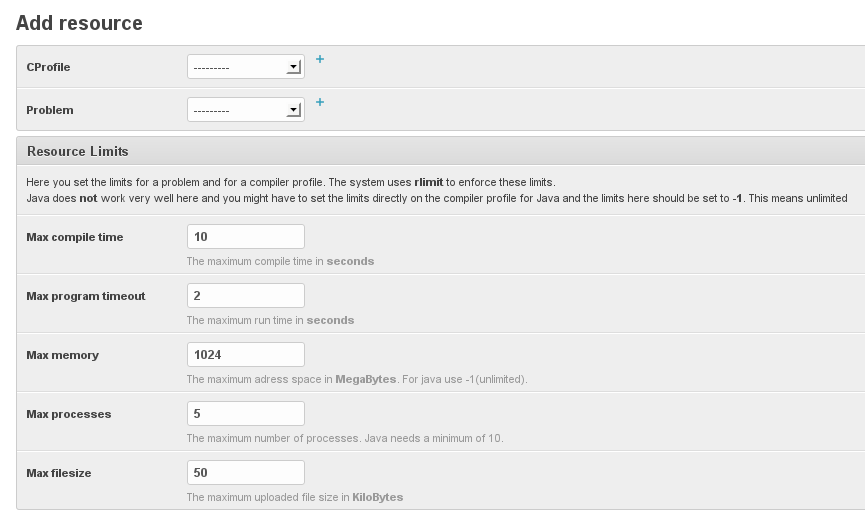 Add resource
CProfile
--------- +
Problem
--------- +
Resource Limits
Here you set the limits for a problem and for a compiler profile. The system uses rlimit to enforce these limits.
Java does not work very well here and you might have to set the limits directly on the compiler profile for Java and the limits here should be set to -1. This means unlimited
Max compile time
10
The maximum compile time in seconds
Max program timeout
2
The maximum run time in seconds
Max memory
1024
The maximum adress space in MegaBytes. For java use -1(unlimited).
Max processes
5
The maximum number of processes. Java needs a minimum of 10.
Max filesize
50
The maximum uploaded file size in KiloBytes